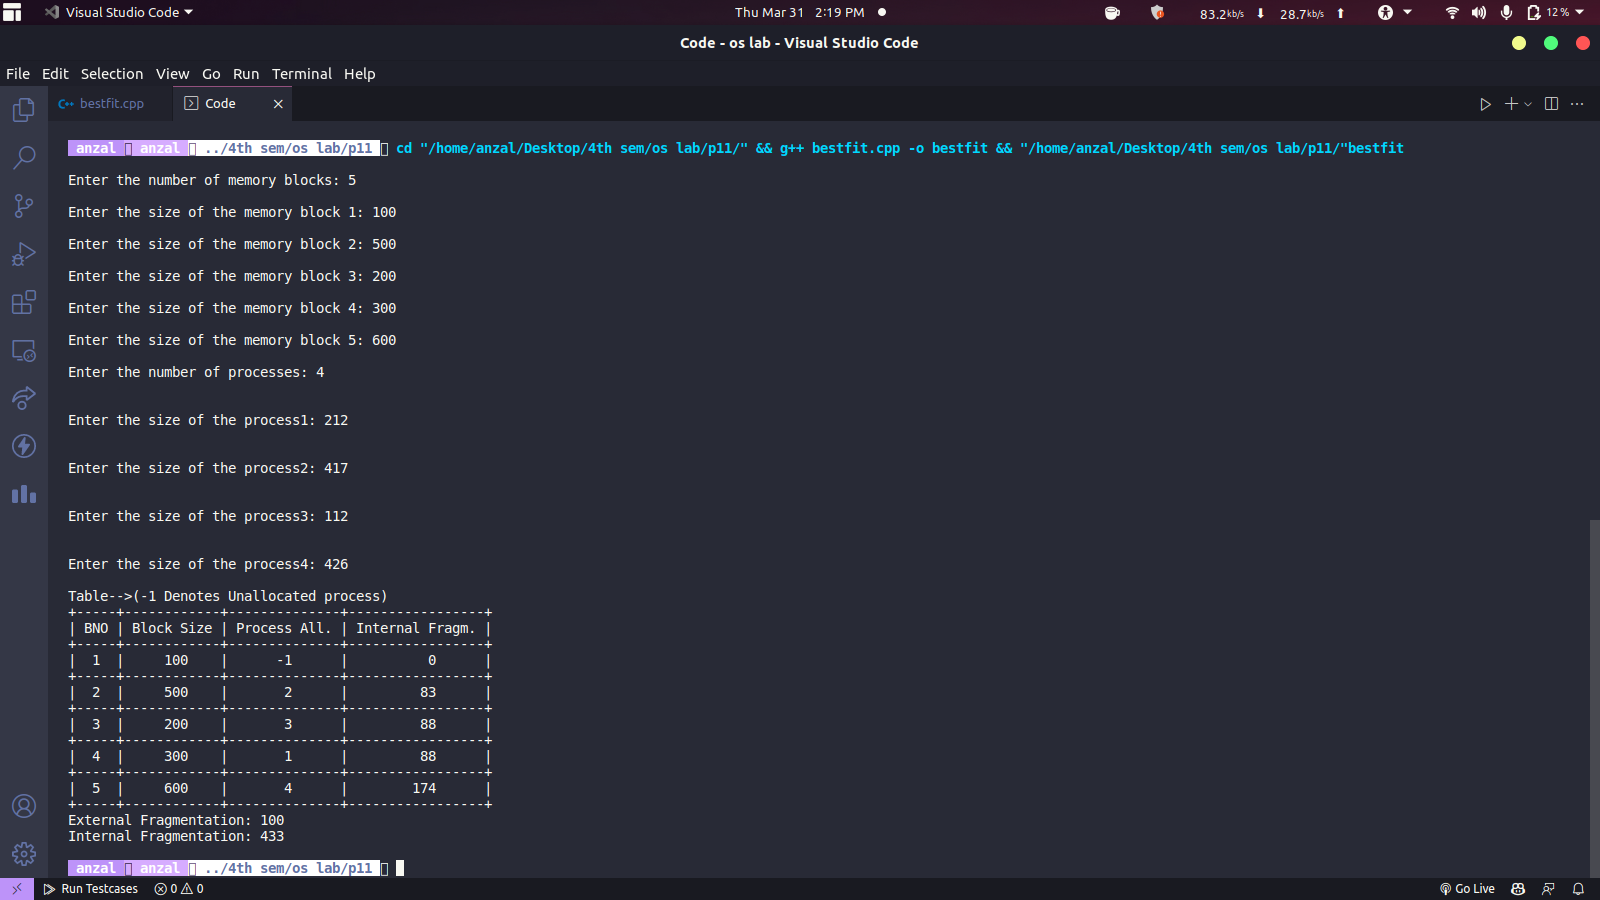 Visual Studio Code
Thu Mar 31 2:19 PM
83.2kb/s 28.7kb/s 12 %
Code - os lab - Visual Studio Code
File Edit Selection View Go Run Terminal Help
bestfit.cpp Code
anzal anzal ../4th sem/os lab/p11 cd "/home/anzal/Desktop/4th sem/os lab/p11/" && g++ bestfit.cpp -o bestfit && "/home/anzal/Desktop/4th sem/os lab/p11/"bestfit
Enter the number of memory blocks: 5
Enter the size of the memory block 1: 100
Enter the size of the memory block 2: 500
Enter the size of the memory block 3: 200
Enter the size of the memory block 4: 300
Enter the size of the memory block 5: 600
Enter the number of processes: 4
Enter the size of the process1: 212
Enter the size of the process2: 417
Enter the size of the process3: 112
Enter the size of the process4: 426
Table-->(-1 Denotes Unallocated process)
+-----+------------+--------------+-----------------+
| BNO | Block Size | Process All. | Internal Fragm. |
+-----+------------+--------------+-----------------+
|  1  |     100    |      -1      |          0      |
+-----+------------+--------------+-----------------+
|  2  |     500    |       2      |         83      |
+-----+------------+--------------+-----------------+
|  3  |     200    |       3      |         88      |
+-----+------------+--------------+-----------------+
|  4  |     300    |       1      |         88      |
+-----+------------+--------------+-----------------+
|  5  |     600    |       4      |        174      |
+-----+------------+--------------+-----------------+
External Fragmentation: 100
Internal Fragmentation: 433
anzal anzal ../4th sem/os lab/p11
Run Testcases 0 0 Go Live